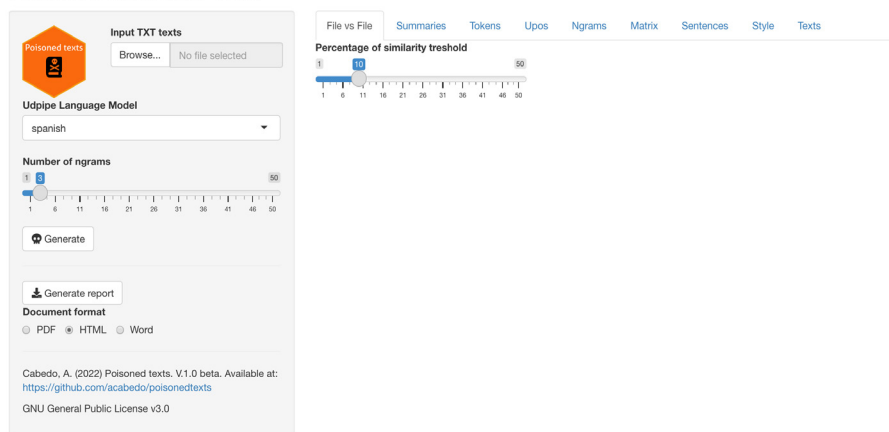 Poisoned texts
Input TXT texts
Browse... No file selected
Udpipe Language Model
spanish
Number of ngrams
1 3 50
1 6 11 16 21 26 31 36 41 46 50
Generate
Generate report
Document format
PDF HTML Word
Cabedo, A. (2022) Poisoned texts. V.1.0 beta. Available at:
https://github.com/acabedo/poisonedtexts
GNU General Public License v3.0
File vs File Summaries Tokens Upos Ngrams Matrix Sentences Style Texts
Percentage of similarity treshold
1 10 50
1 6 11 16 21 26 31 36 41 46 50